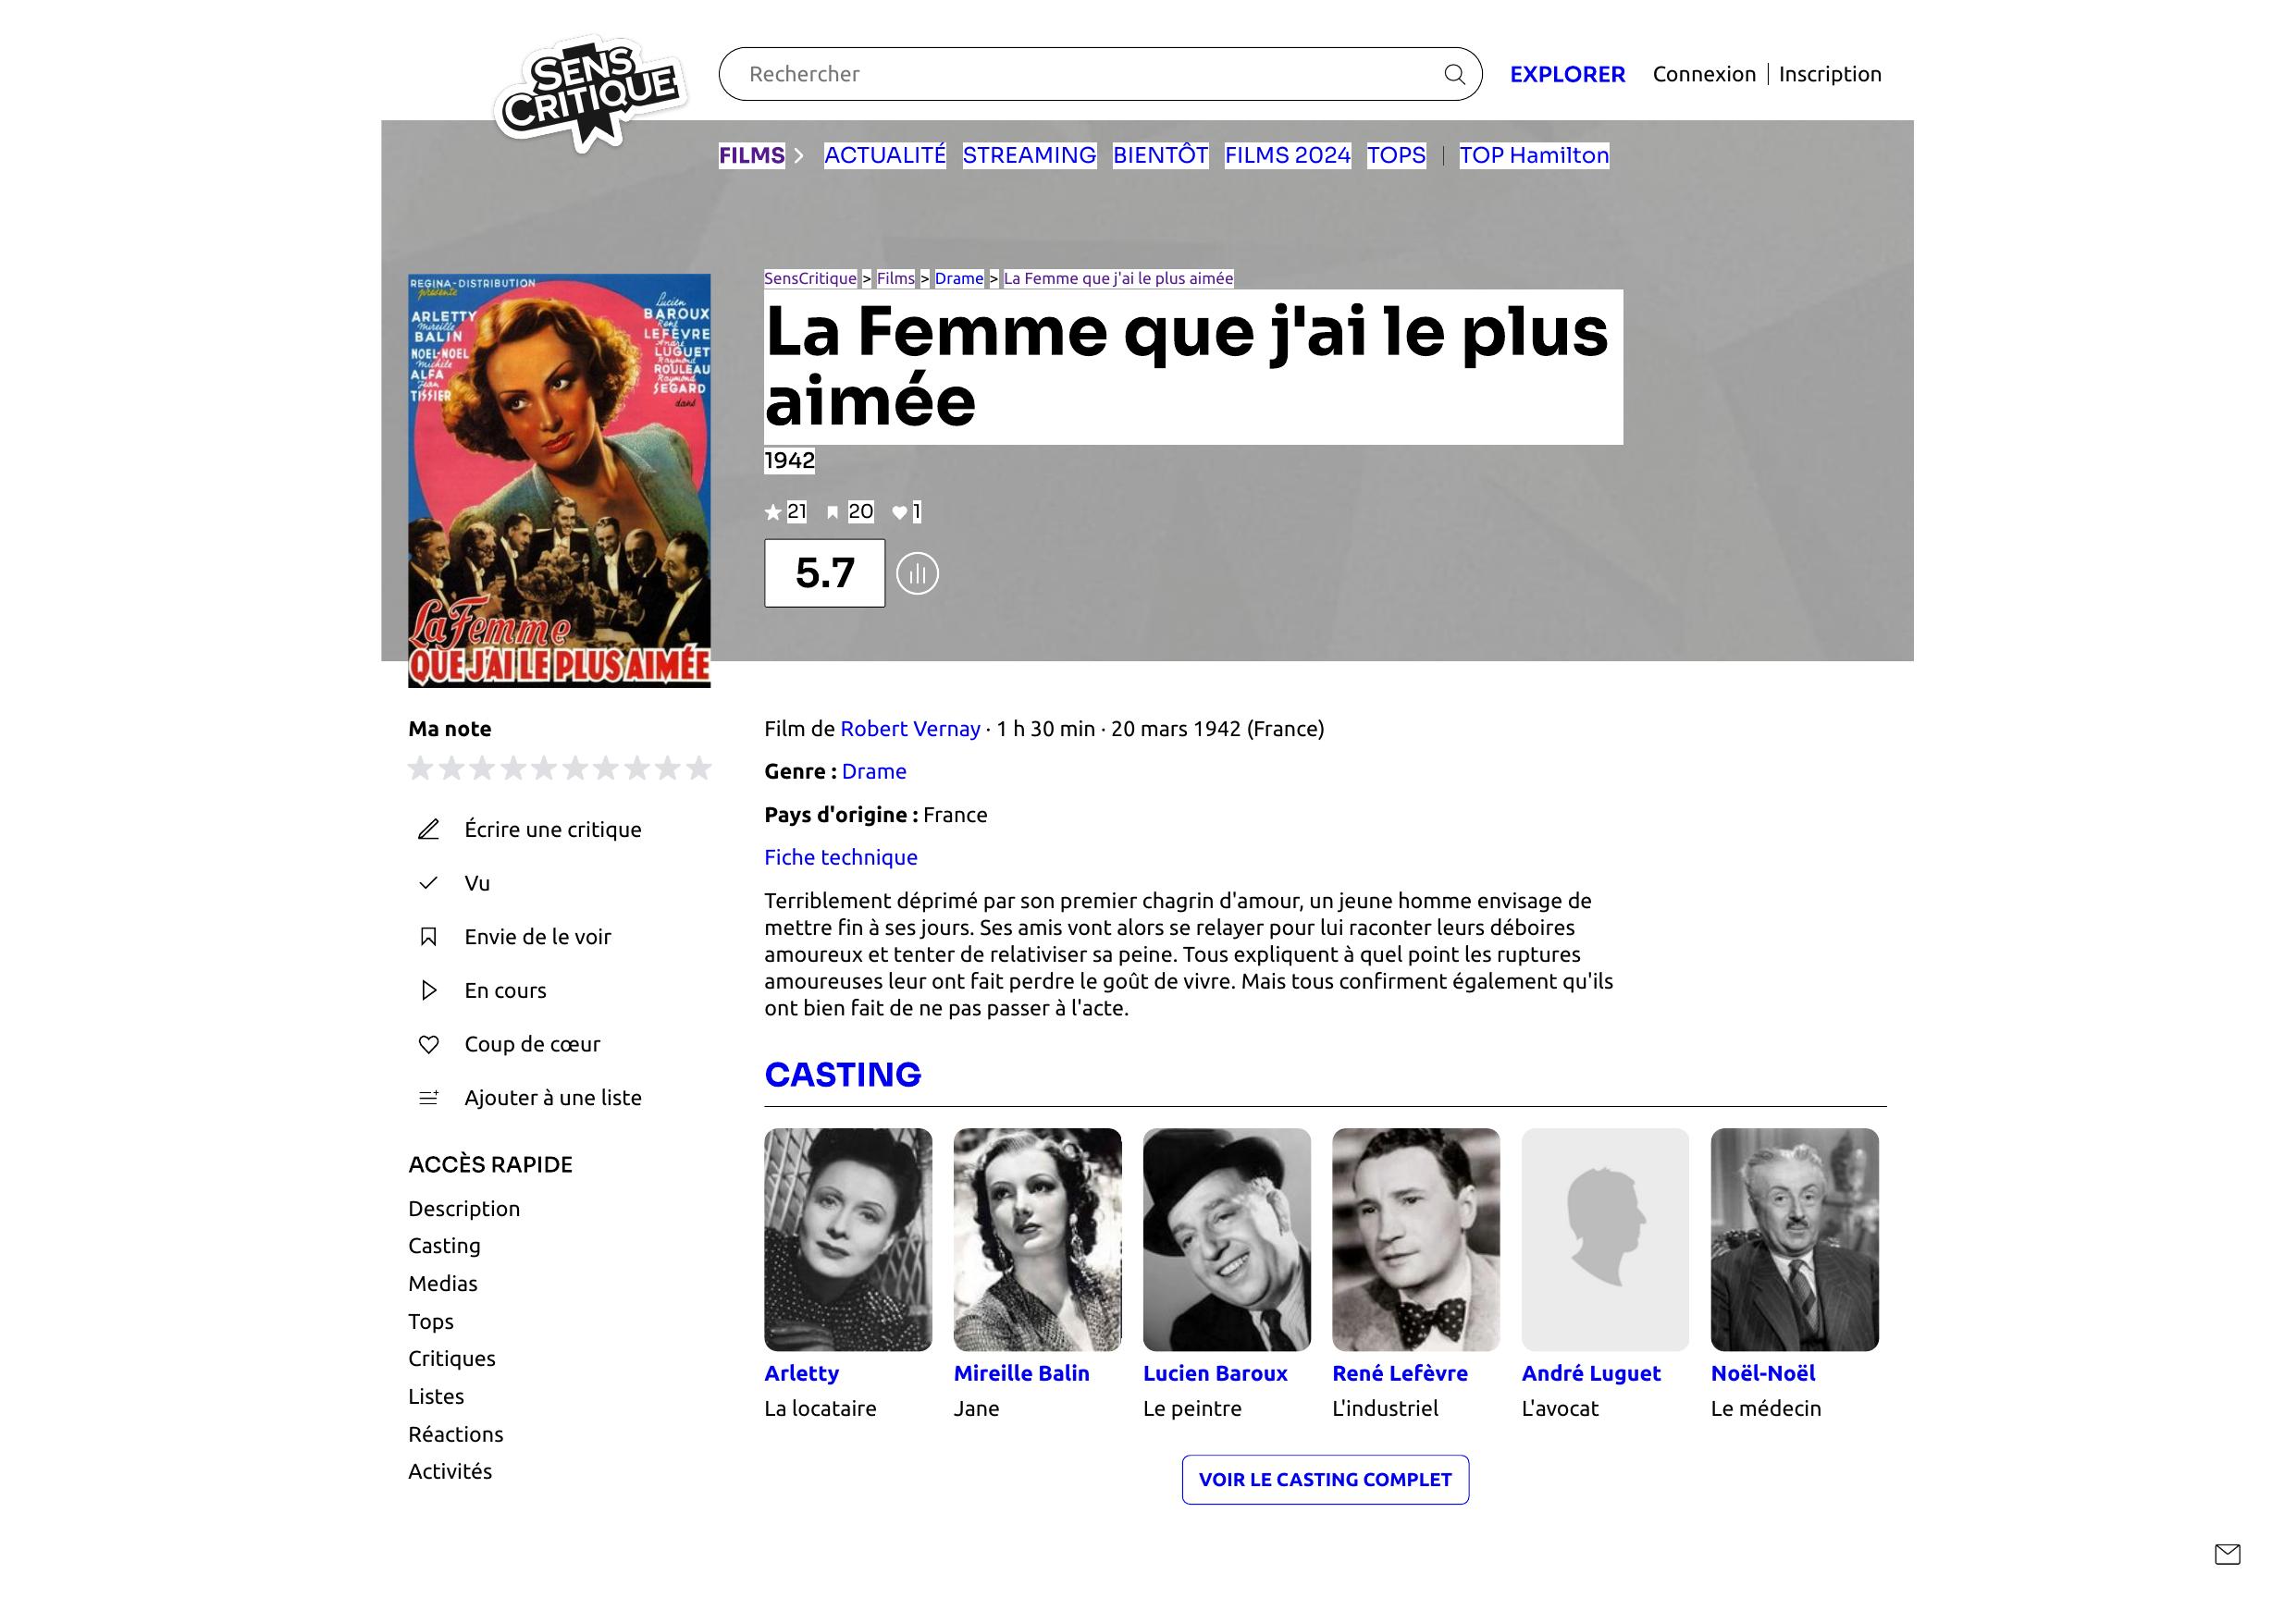 SENS
CRITIQUE
Rechercher
EXPLORER
Connexion | Inscription
FILMS
ACTUALITÉ
STREAMING
BIENTÔT
FILMS 2024
TOPS
TOP Hamilton
SensCritique > Films > Drame > La Femme que j'ai le plus aimée
La Femme que j'ai le plus
aimée
1942
21
20
1
5.7
REGINA-DISTRIBUTION
présente
ARLETTY
Mireille
BALIN
NOEL-NOEL
Michèle
ALFA
Jean
TISSIER
Lucien
BAROUX
René
LEFÈVRE
André
LUGUET
Raymond
ROULEAU
Raymond
SEGARD
dans
La Femme
QUE J'AI LE PLUS AIMÉE
Ma note
Écrire une critique
Vu
Envie de le voir
En cours
Coup de cœur
Ajouter à une liste
ACCÈS RAPIDE
Description
Casting
Medias
Tops
Critiques
Listes
Réactions
Activités
Film de Robert Vernay · 1 h 30 min · 20 mars 1942 (France)
Genre : Drame
Pays d'origine : France
Fiche technique
Terriblement déprimé par son premier chagrin d'amour, un jeune homme envisage de
mettre fin à ses jours. Ses amis vont alors se relayer pour lui raconter leurs déboires
amoureux et tenter de relativiser sa peine. Tous expliquent à quel point les ruptures
amoureuses leur ont fait perdre le goût de vivre. Mais tous confirment également qu'ils
ont bien fait de ne pas passer à l'acte.
CASTING
Arletty
La locataire
Mireille Balin
Jane
Lucien Baroux
Le peintre
René Lefèvre
L'industriel
André Luguet
L'avocat
Noël-Noël
Le médecin
VOIR LE CASTING COMPLET